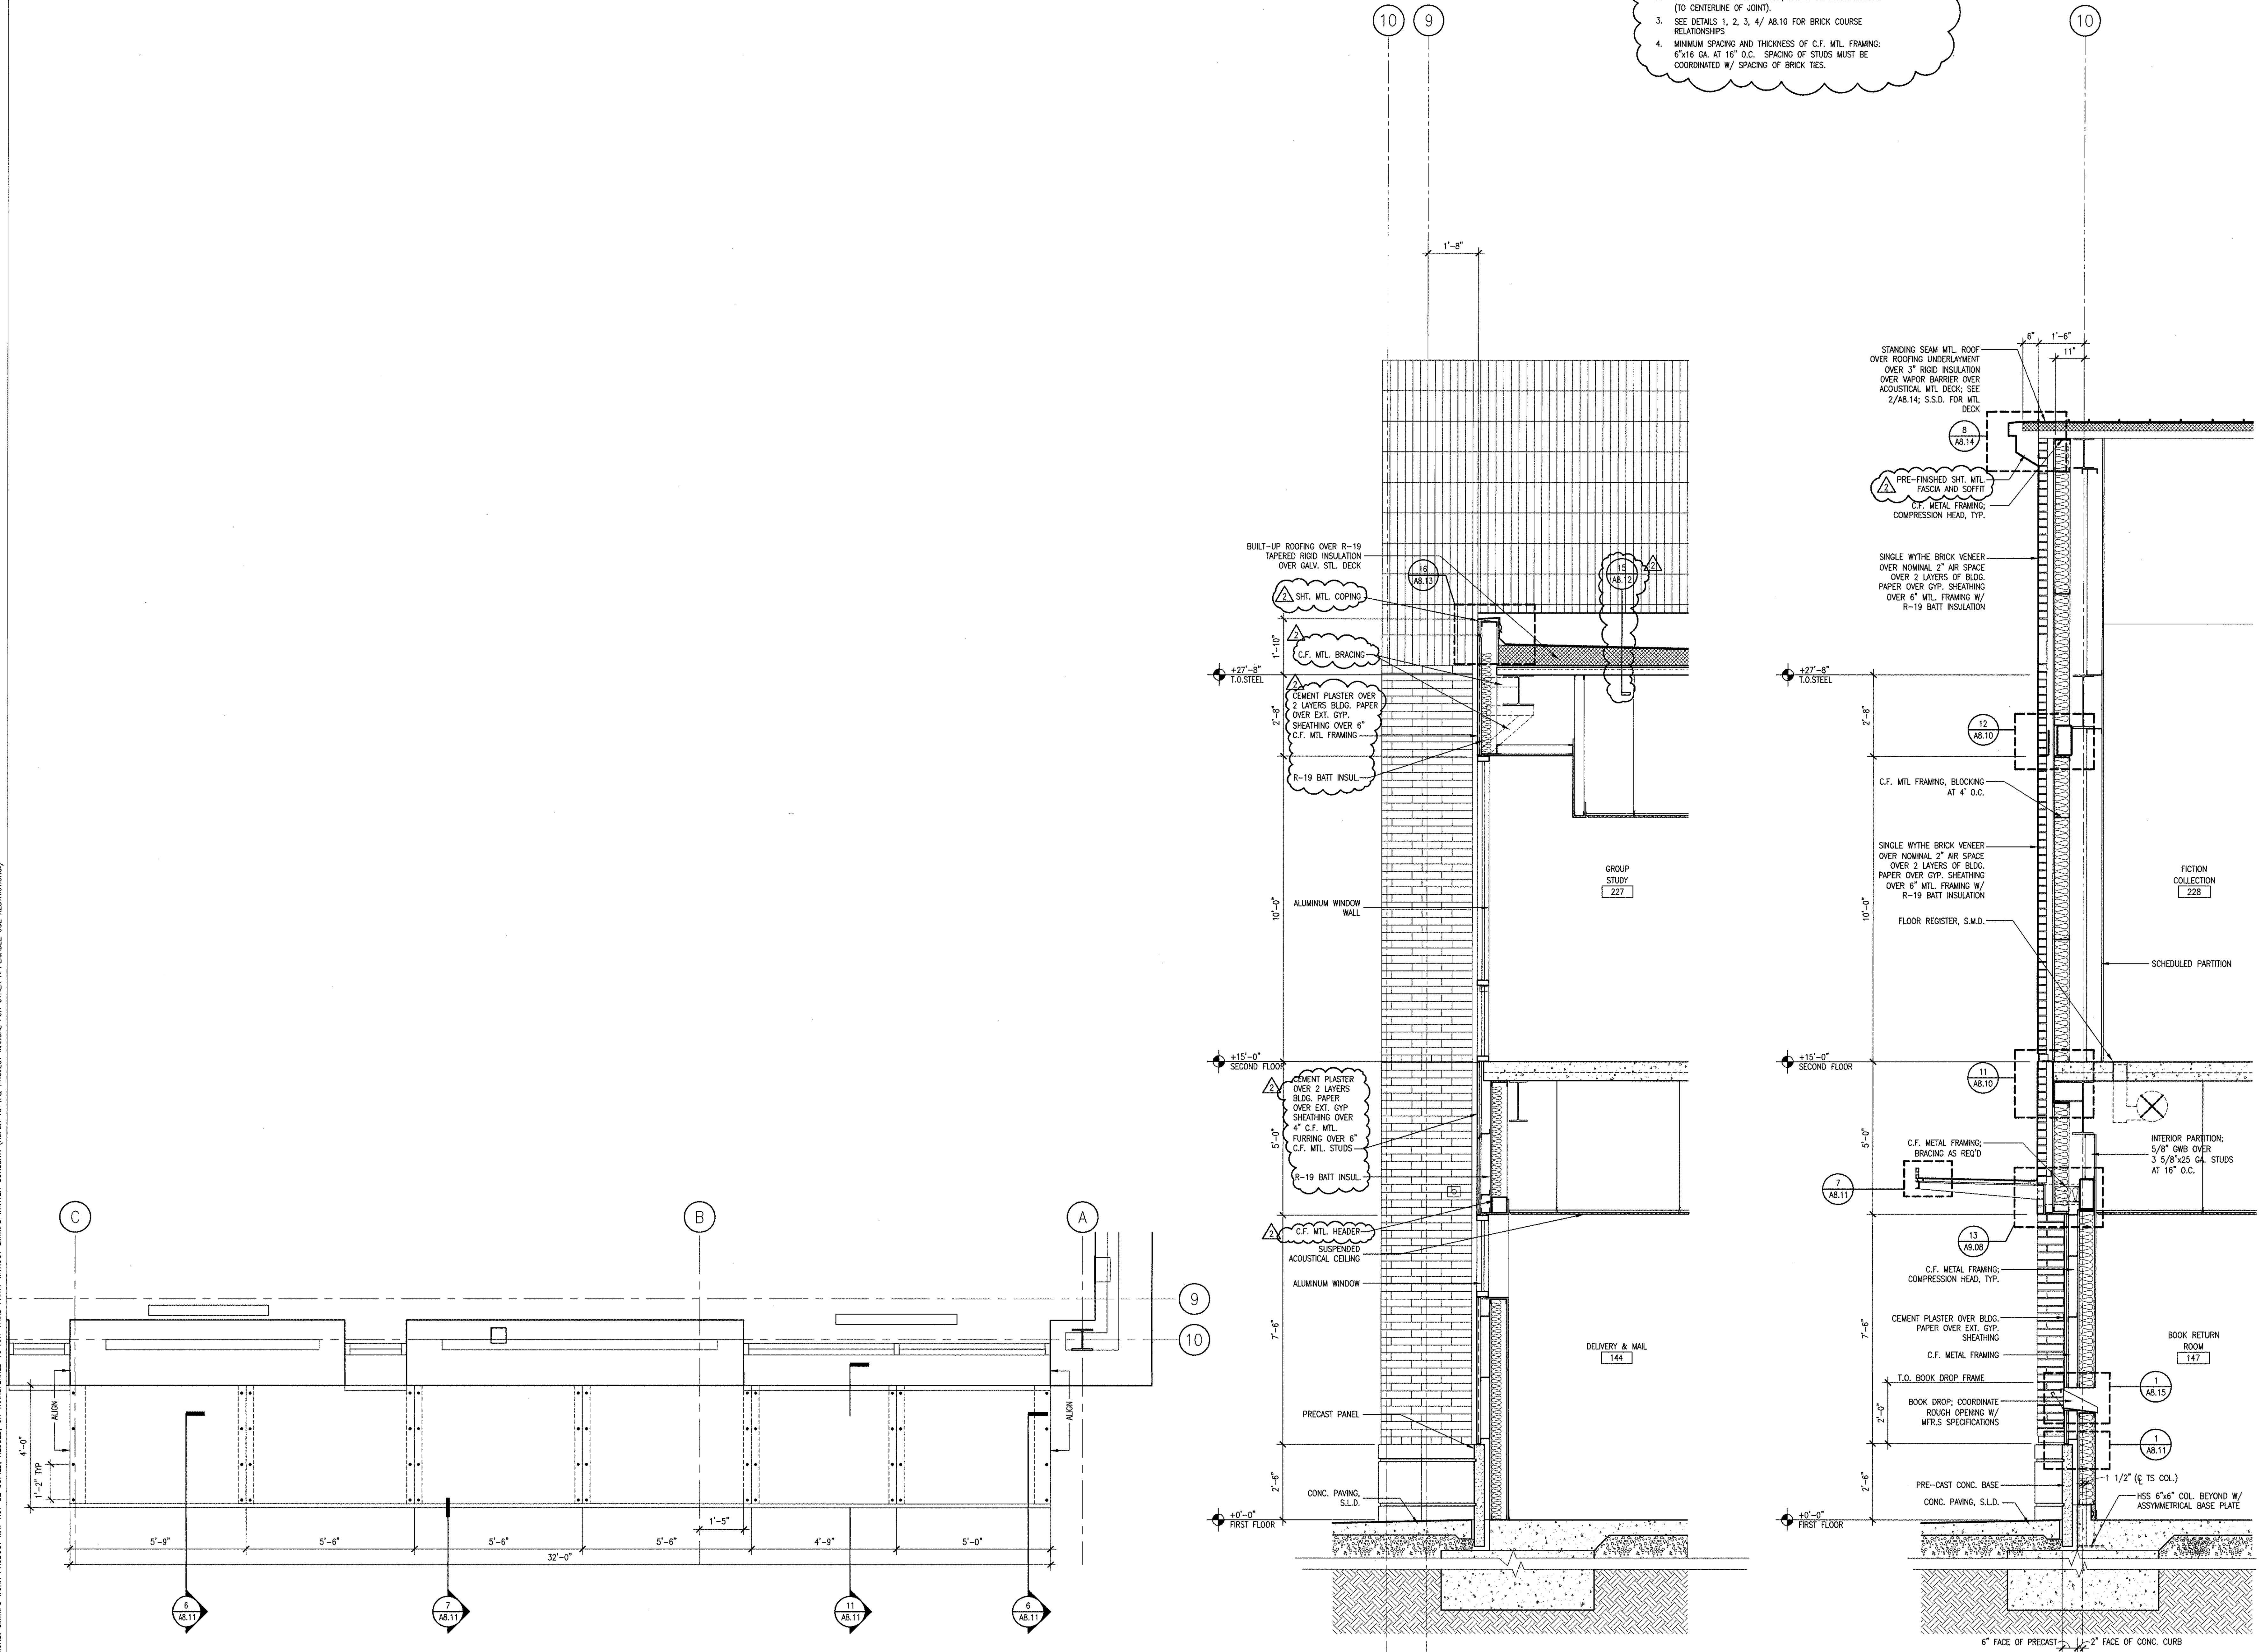 (TO CENTERLINE OF JOINT).
3. SEE DETAILS 1, 2, 3, 4/ A8.10 FOR BRICK COURSE
RELATIONSHIPS
4. MINIMUM SPACING AND THICKNESS OF C.F. MTL. FRAMING:
6"x16 GA. AT 16" O.C. SPACING OF STUDS MUST BE
COORDINATED W/ SPACING OF BRICK TIES.
C
B
A
9
10
ALIGN
ALIGN
4'-0"
1'-2" TYP
1'-5"
5'-9"
5'-6"
5'-6"
5'-6"
4'-9"
5'-0"
32'-0"
6
A8.11
7
A8.11
11
A8.11
6
A8.11
10
9
1'-8"
BUILT-UP ROOFING OVER R-19
TAPERED RIGID INSULATION
OVER GALV. STL. DECK
16
A8.13
15
A8.12
2
2
SHT. MTL. COPING
1'-10"
2
C.F. MTL. BRACING
+27'-8"
T.O.STEEL
2
CEMENT PLASTER OVER
2 LAYERS BLDG. PAPER
OVER EXT. GYP.
SHEATHING OVER 6"
C.F. MTL FRAMING
2'-8"
R-19 BATT INSUL.
GROUP
STUDY
227
10'-0"
ALUMINUM WINDOW
WALL
+15'-0"
SECOND FLOOR
2
CEMENT PLASTER
OVER 2 LAYERS
BLDG. PAPER
OVER EXT. GYP
SHEATHING OVER
4" C.F. MTL.
FURRING OVER 6"
C.F. MTL. STUDS
5'-0"
R-19 BATT INSUL.
2
C.F. MTL. HEADER
SUSPENDED
ACOUSTICAL CEILING
ALUMINUM WINDOW
7'-6"
DELIVERY & MAIL
144
PRECAST PANEL
2'-6"
CONC. PAVING,
S.L.D.
+0'-0"
FIRST FLOOR
10
6"
1'-6"
11"
STANDING SEAM MTL. ROOF
OVER ROOFING UNDERLAYMENT
OVER 3" RIGID INSULATION
OVER VAPOR BARRIER OVER
ACOUSTICAL MTL DECK; SEE
2/A8.14; S.S.D. FOR MTL
DECK
8
A8.14
2
PRE-FINISHED SHT. MTL.
FASCIA AND SOFFIT
C.F. METAL FRAMING;
COMPRESSION HEAD, TYP.
SINGLE WYTHE BRICK VENEER
OVER NOMINAL 2" AIR SPACE
OVER 2 LAYERS OF BLDG.
PAPER OVER GYP. SHEATHING
OVER 6" MTL. FRAMING W/
R-19 BATT INSULATION
+27'-8"
T.O.STEEL
2'-8"
12
A8.10
C.F. MTL FRAMING, BLOCKING
AT 4' O.C.
SINGLE WYTHE BRICK VENEER
OVER NOMINAL 2" AIR SPACE
OVER 2 LAYERS OF BLDG.
PAPER OVER GYP. SHEATHING
OVER 6" MTL. FRAMING W/
R-19 BATT INSULATION
10'-0"
FICTION
COLLECTION
228
FLOOR REGISTER, S.M.D.
SCHEDULED PARTITION
+15'-0"
SECOND FLOOR
11
A8.10
5'-0"
C.F. METAL FRAMING;
BRACING AS REQ'D
INTERIOR PARTITION;
5/8" GWB OVER
3 5/8"x25 GA. STUDS
AT 16" O.C.
7
A8.11
13
A9.08
C.F. METAL FRAMING;
COMPRESSION HEAD, TYP.
CEMENT PLASTER OVER BLDG.
PAPER OVER EXT. GYP.
SHEATHING
7'-6"
C.F. METAL FRAMING
BOOK RETURN
ROOM
147
T.O. BOOK DROP FRAME
BOOK DROP; COORDINATE
ROUGH OPENING W/
MFR.S SPECIFICATIONS
2'-0"
1
A8.15
1
A8.11
1 1/2" (℄ TS COL.)
PRE-CAST CONC. BASE
2'-6"
HSS 6"x6" COL. BEYOND W/
ASSYMMETRICAL BASE PLATE
CONC. PAVING, S.L.D.
+0'-0"
FIRST FLOOR
6" FACE OF PRECAST
2" FACE OF CONC. CURB